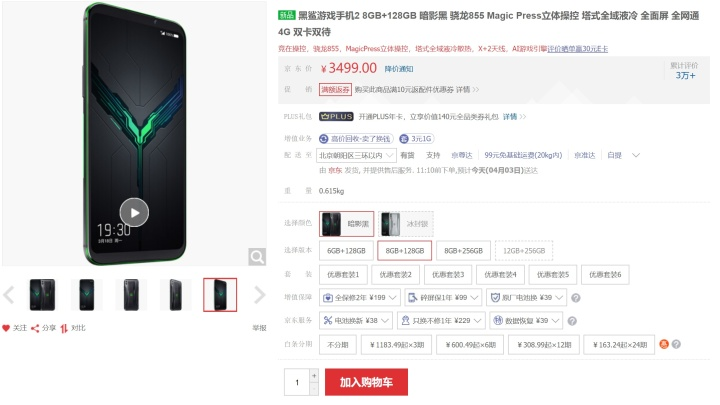 新品 黑鲨游戏手机2 8GB+128GB 暗影黑 骁龙855 Magic Press立体操控 塔式全域液冷 全面屏 全网通
4G 双卡双待
竞在操控，骁龙855，MagicPress立体操控，塔式全域液冷散热，X+2天线，AI游戏引擎评价晒单赢30元E卡
京 东 价 ¥ 3499.00 降价通知
累计评价
3万+
促 销 满额返券 购买此商品满10元返配件优惠券 详情 >>
PLUS礼包 PLUS 开通PLUS年卡，立享价值140元全品类券礼包 详情 >>
增值业务 高价回收·卖了换钱 3元1G
配 送 至 北京朝阳区三环以内 有货 支持 京尊达 99元免基础运费(20kg内) 京准达 自提
由 京东 发货, 并提供售后服务. 11:10前下单,预计今天(04月03日)送达
重 量 0.615kg
选择颜色 暗影黑 冰封银
选择版本 6GB+128GB 8GB+128GB 8GB+256GB 12GB+256GB
套 装 优惠套装1 优惠套装2 优惠套装3 优惠套装4 优惠套装5 优惠套装6
增值保障 全保修2年 ¥199 碎屏保1年 ¥99 原厂电池换 ¥39 ?
京东服务 电池换新 ¥38 只换不修1年 ¥229 数据恢复 ¥39 ?
白条分期 不分期 ¥1183.49起×3期 ¥600.49起×6期 ¥308.99起×12期 ¥163.24起×24期 惠 ?
1 + - 加入购物车
19:30
关注 分享 对比 举报